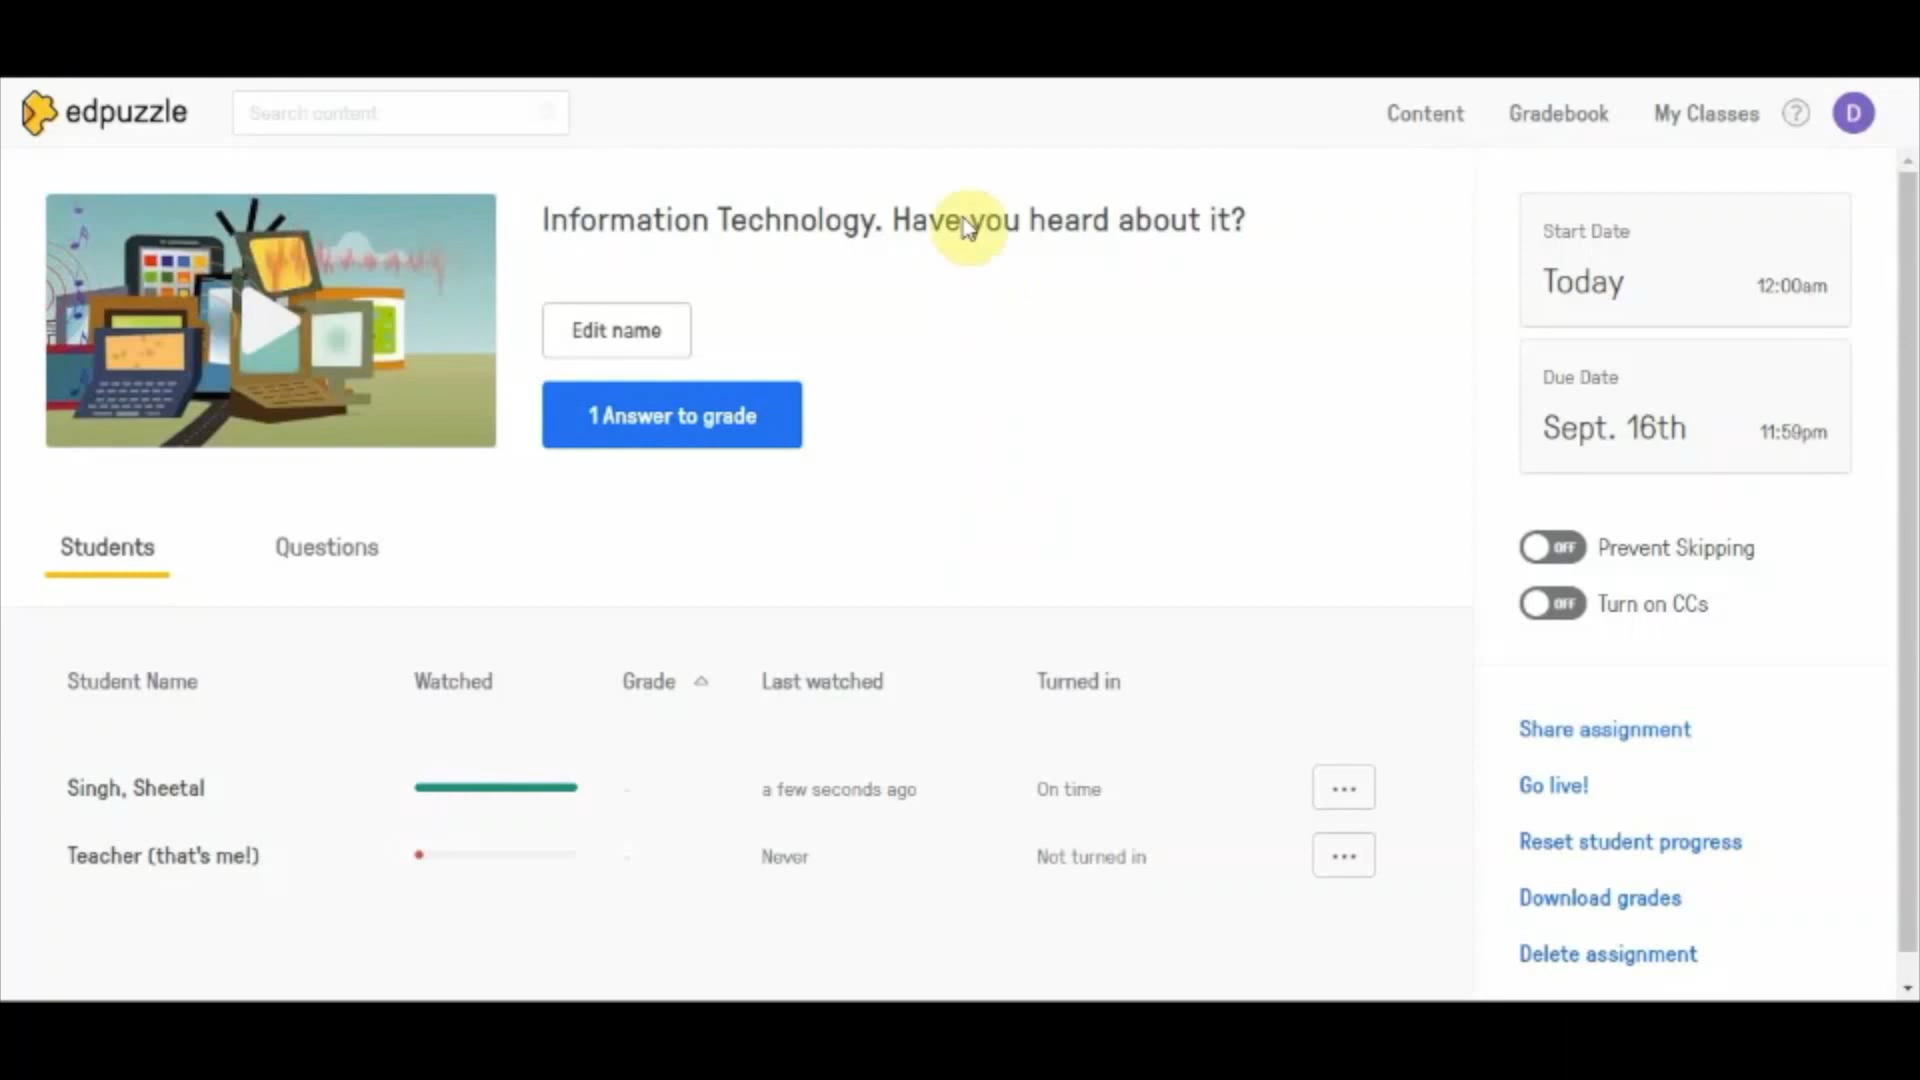 edpuzzle
Search content
Content
Gradebook
My Classes
?
D
Information Technology. Have you heard about it?
Edit name
1 Answer to grade
Start Date
Today 12:00am
Due Date
Sept. 16th 11:59pm
OFF Prevent Skipping
OFF Turn on CCs
Students
Questions
Student Name Watched Grade Last watched Turned in
Singh, Sheetal - a few seconds ago On time ...
Teacher (that's me!) - Never Not turned in ...
Share assignment
Go live!
Reset student progress
Download grades
Delete assignment